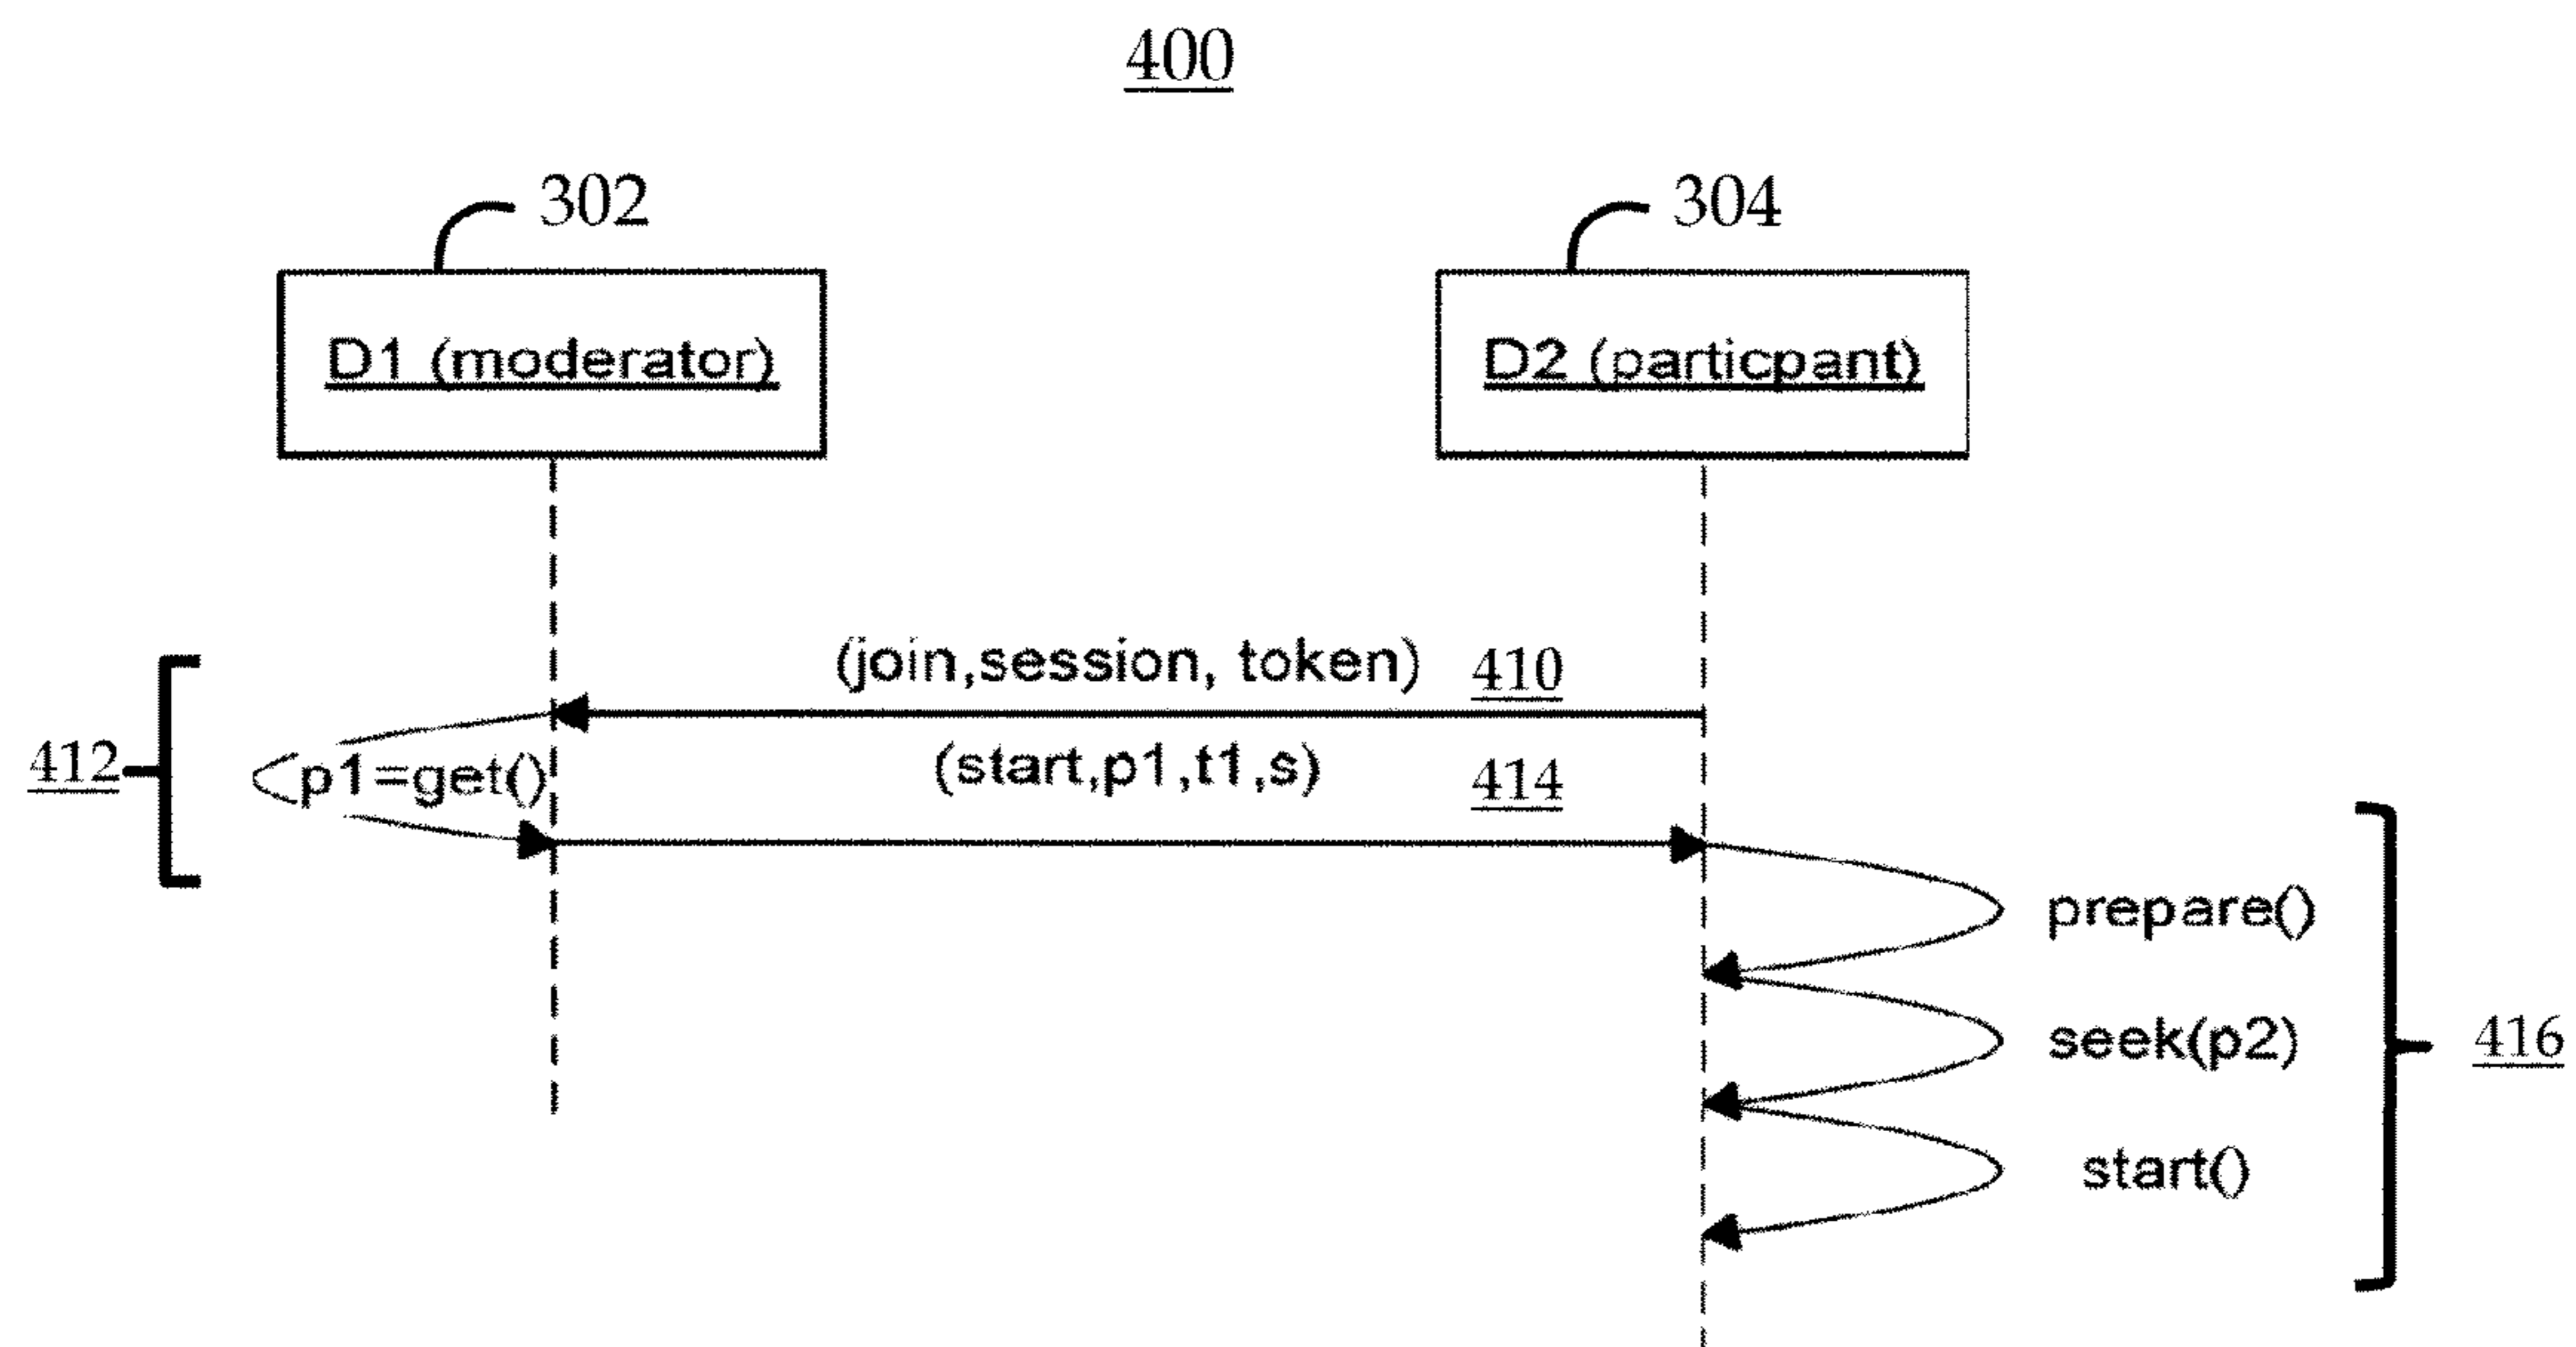 400
302
304
D1 (moderator)
D2 (particpant)
(join,session, token) 410
412
p1=get()
(start,p1,t1,s) 414
prepare()
seek(p2)
416
start()